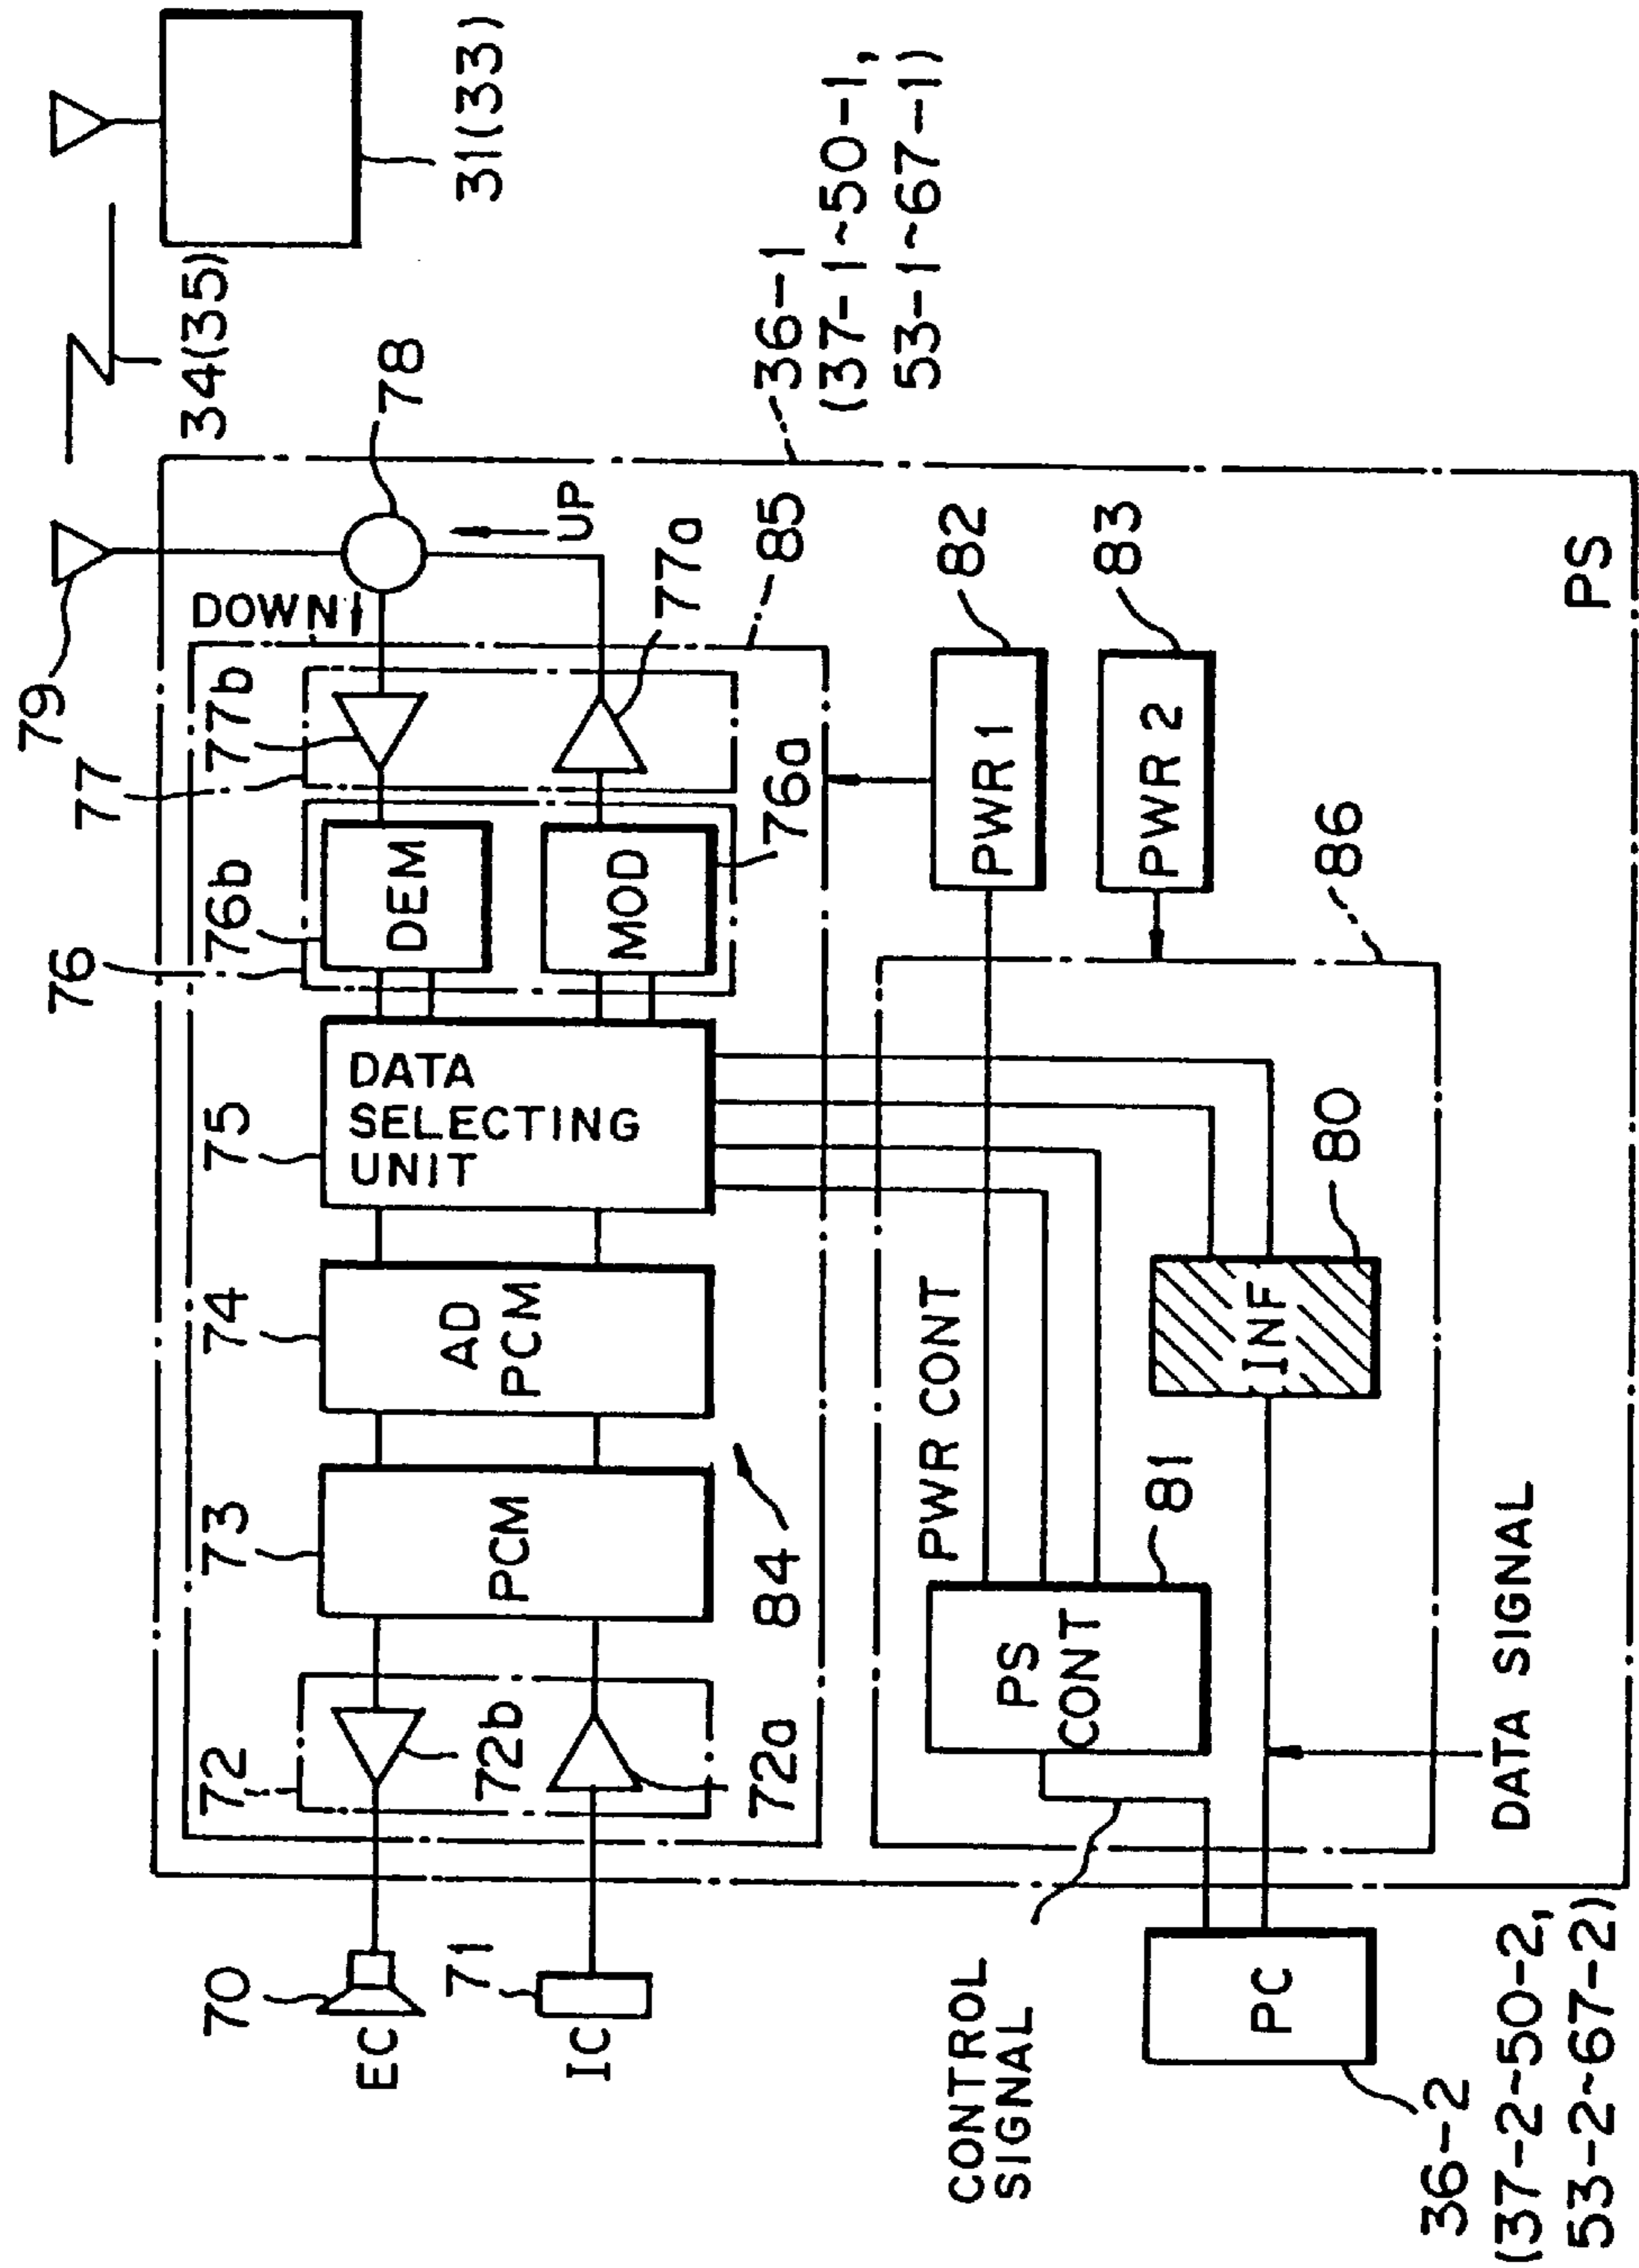 31(33)
34(35)
36-1
(37-1~50-1,
53-1~67-1)
79
78
DOWN
UP
85
77
77b
77a
76
76b
DEM
MOD
76a
75
DATA
SELECTING
UNIT
74
AD
PCM
73
PCM
84
72
72b
72a
70
EC
71
IC
PWR 1
82
PWR 2
83
86
PWR CONT
80
INF
81
PS
CONT
DATA SIGNAL
CONTROL
SIGNAL
PC
36-2
(37-2~50-2,
53-2~67-2)
PS